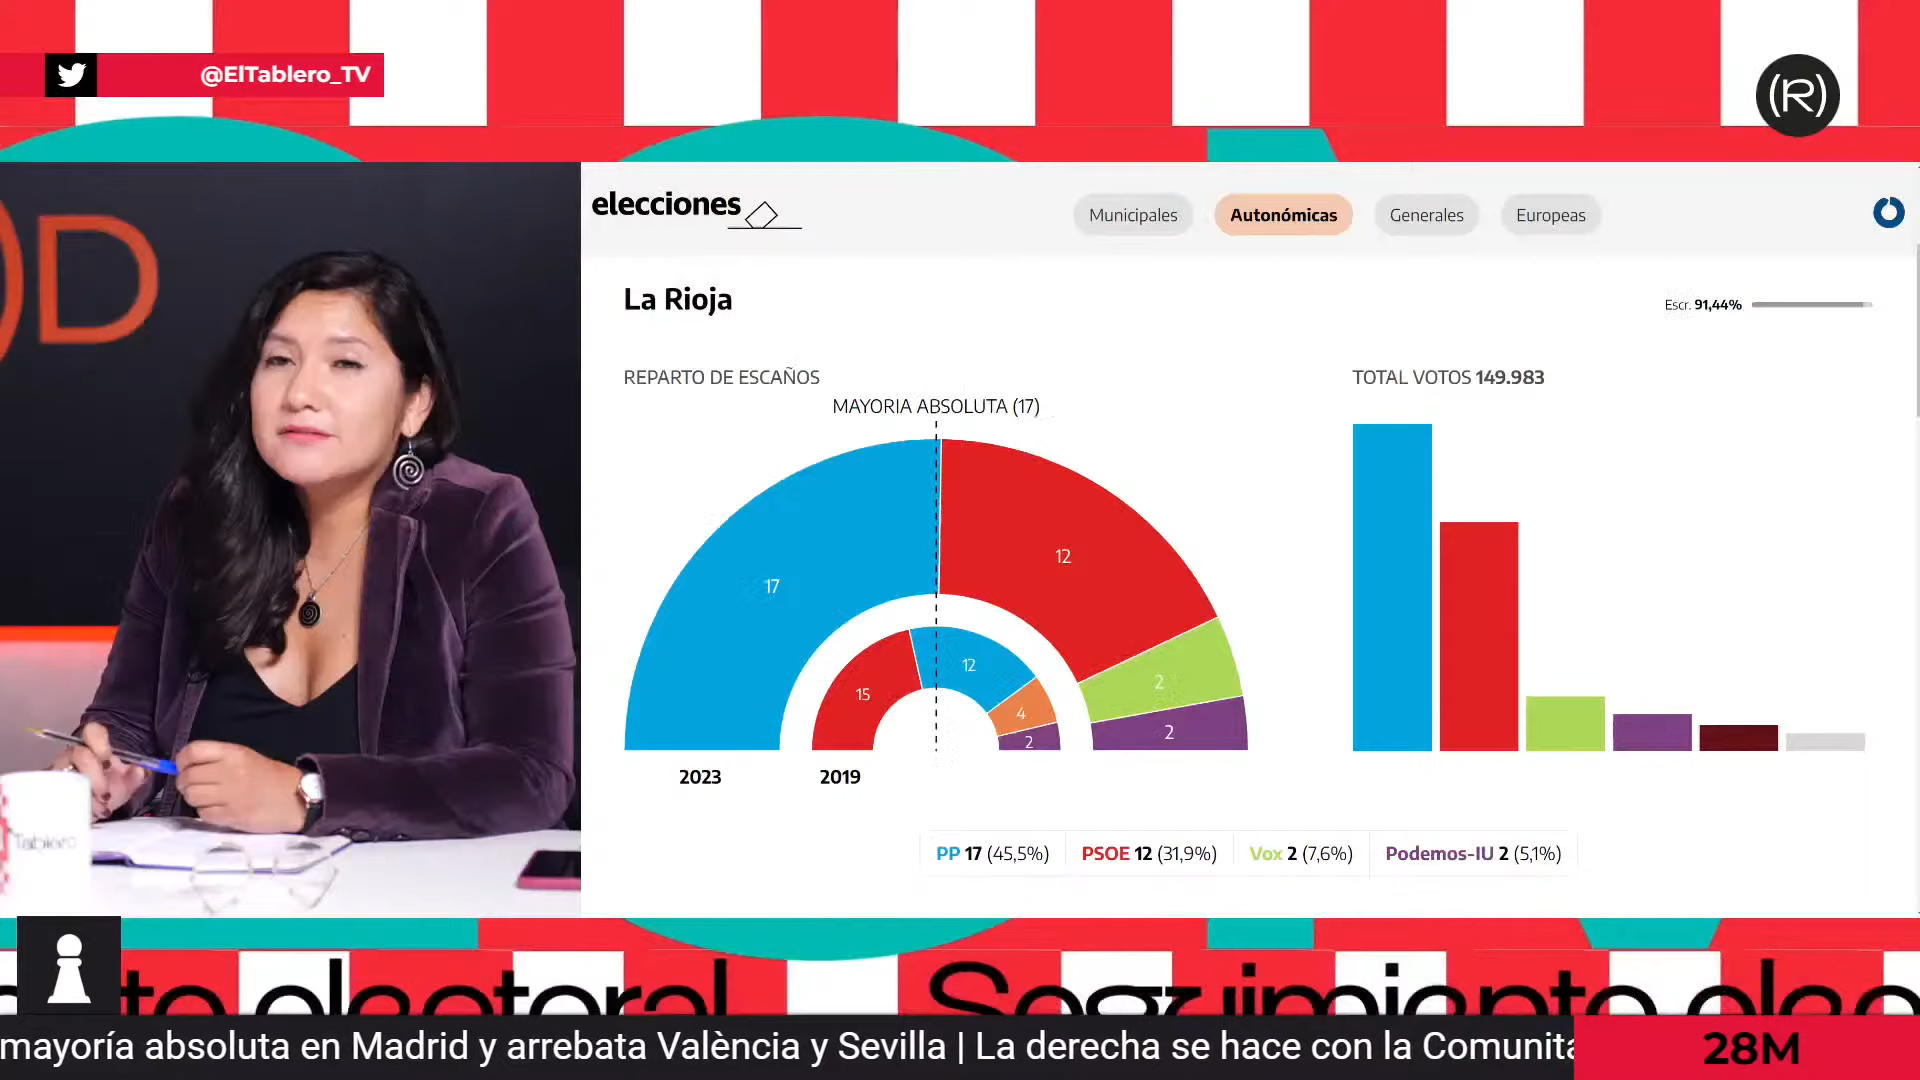 @ElTablero_TV
(R)
D
elecciones
Municipales
Autonómicas
Generales
Europeas
La Rioja
Escr. 91,44%
REPARTO DE ESCAÑOS
TOTAL VOTOS 149.983
MAYORIA ABSOLUTA (17)
17
12
2
2
15
12
4
2
2023
2019
PP 17 (45,5%)
PSOE 12 (31,9%)
Vox 2 (7,6%)
Podemos-IU 2 (5,1%)
Tablero
mayoría absoluta en Madrid y arrebata València y Sevilla | La derecha se hace con la Comunita
28M